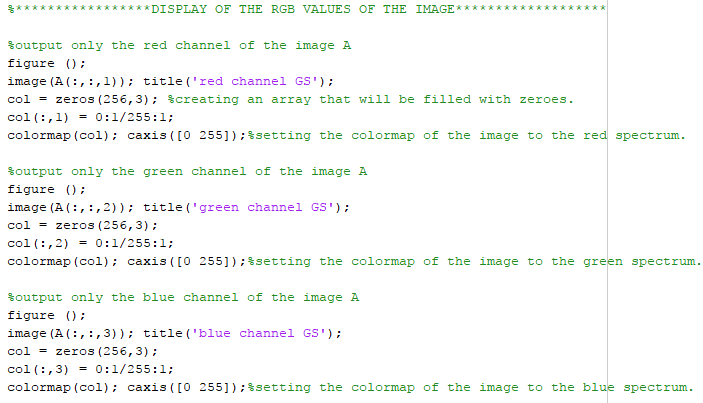 %*****************DISPLAY OF THE RGB VALUES OF THE IMAGE*******************
%output only the red channel of the image A
figure ();
image(A(:,:,1)); title('red channel GS');
col = zeros(256,3); %creating an array that will be filled with zeroes.
col(:,1) = 0:1/255:1;
colormap(col); caxis([0 255]);%setting the colormap of the image to the red spectrum.
%output only the green channel of the image A
figure ();
image(A(:,:,2)); title('green channel GS');
col = zeros(256,3);
col(:,2) = 0:1/255:1;
colormap(col); caxis([0 255]);%setting the colormap of the image to the green spectrum.
%output only the blue channel of the image A
figure ();
image(A(:,:,3)); title('blue channel GS');
col = zeros(256,3);
col(:,3) = 0:1/255:1;
colormap(col); caxis([0 255]);%setting the colormap of the image to the blue spectrum.